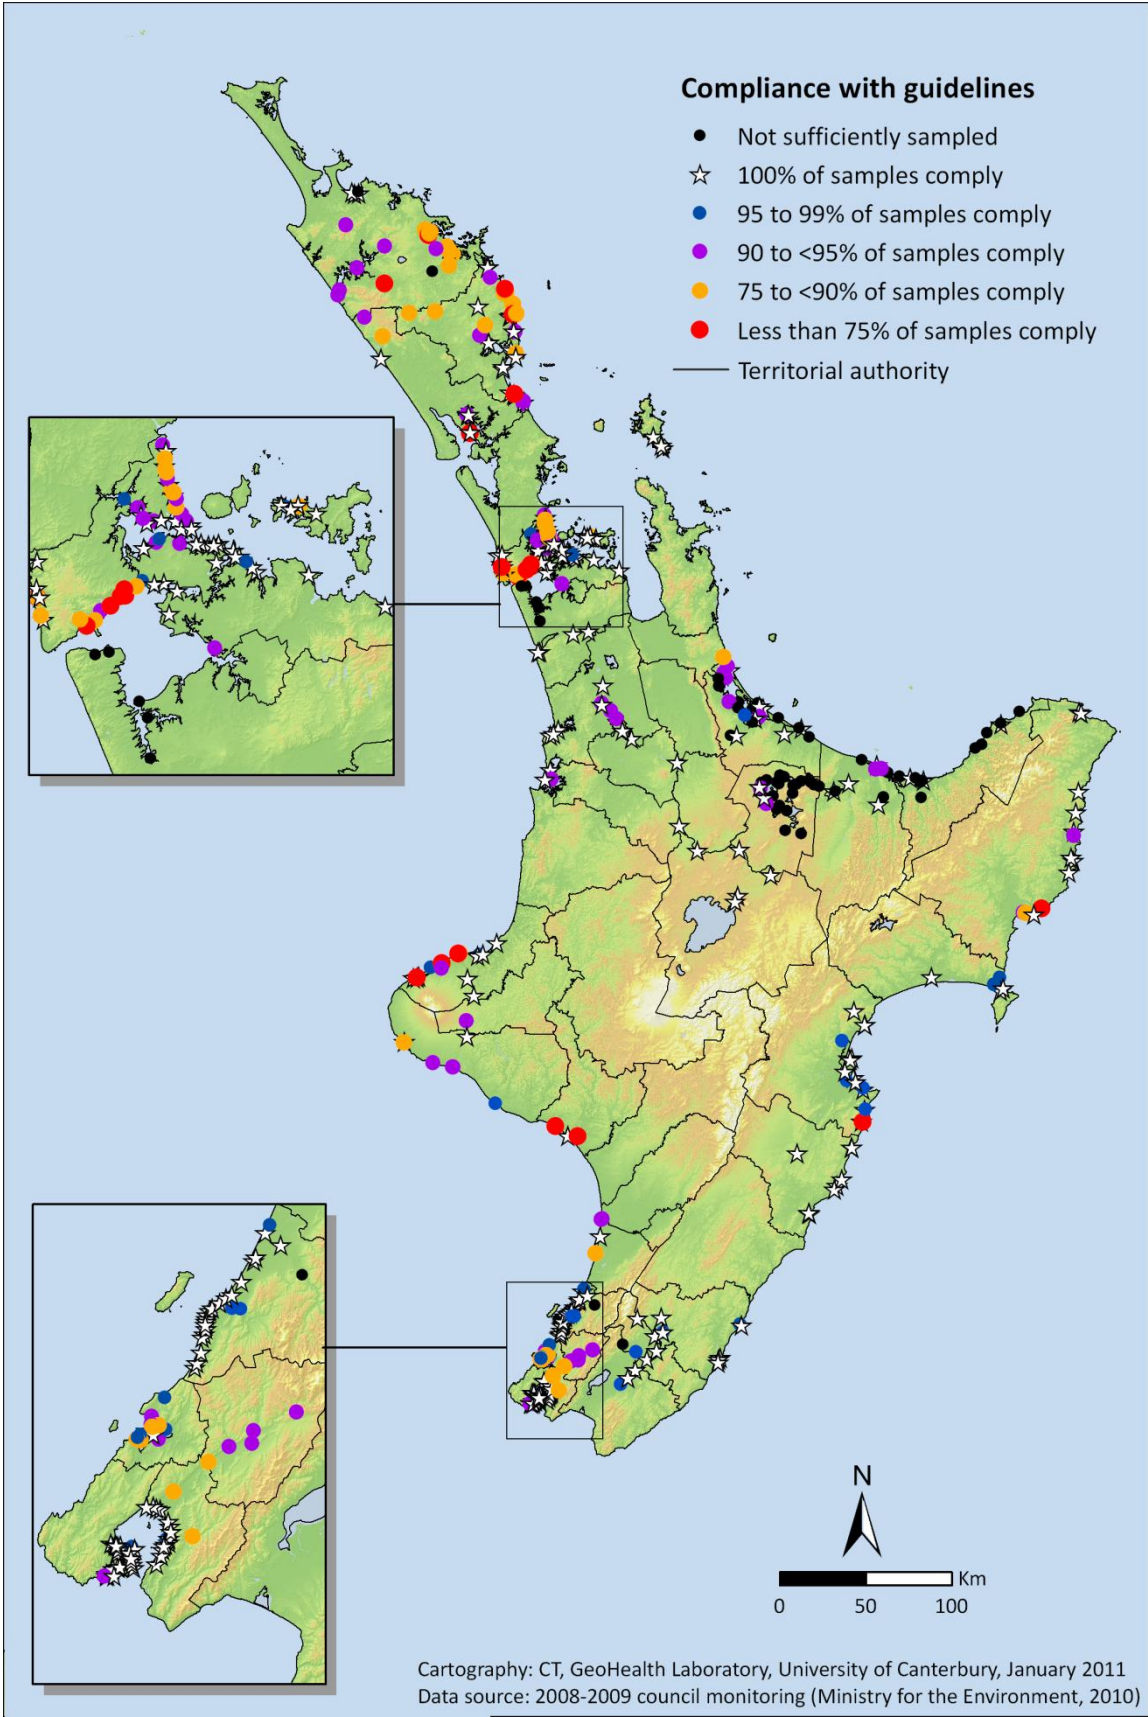 Compliance with guidelines
Not sufficiently sampled
100% of samples comply
95 to 99% of samples comply
90 to <95% of samples comply
75 to <90% of samples comply
Less than 75% of samples comply
Territorial authority
N
Km
0 50 100
Cartography: CT, GeoHealth Laboratory, University of Canterbury, January 2011
Data source: 2008-2009 council monitoring (Ministry for the Environment, 2010)